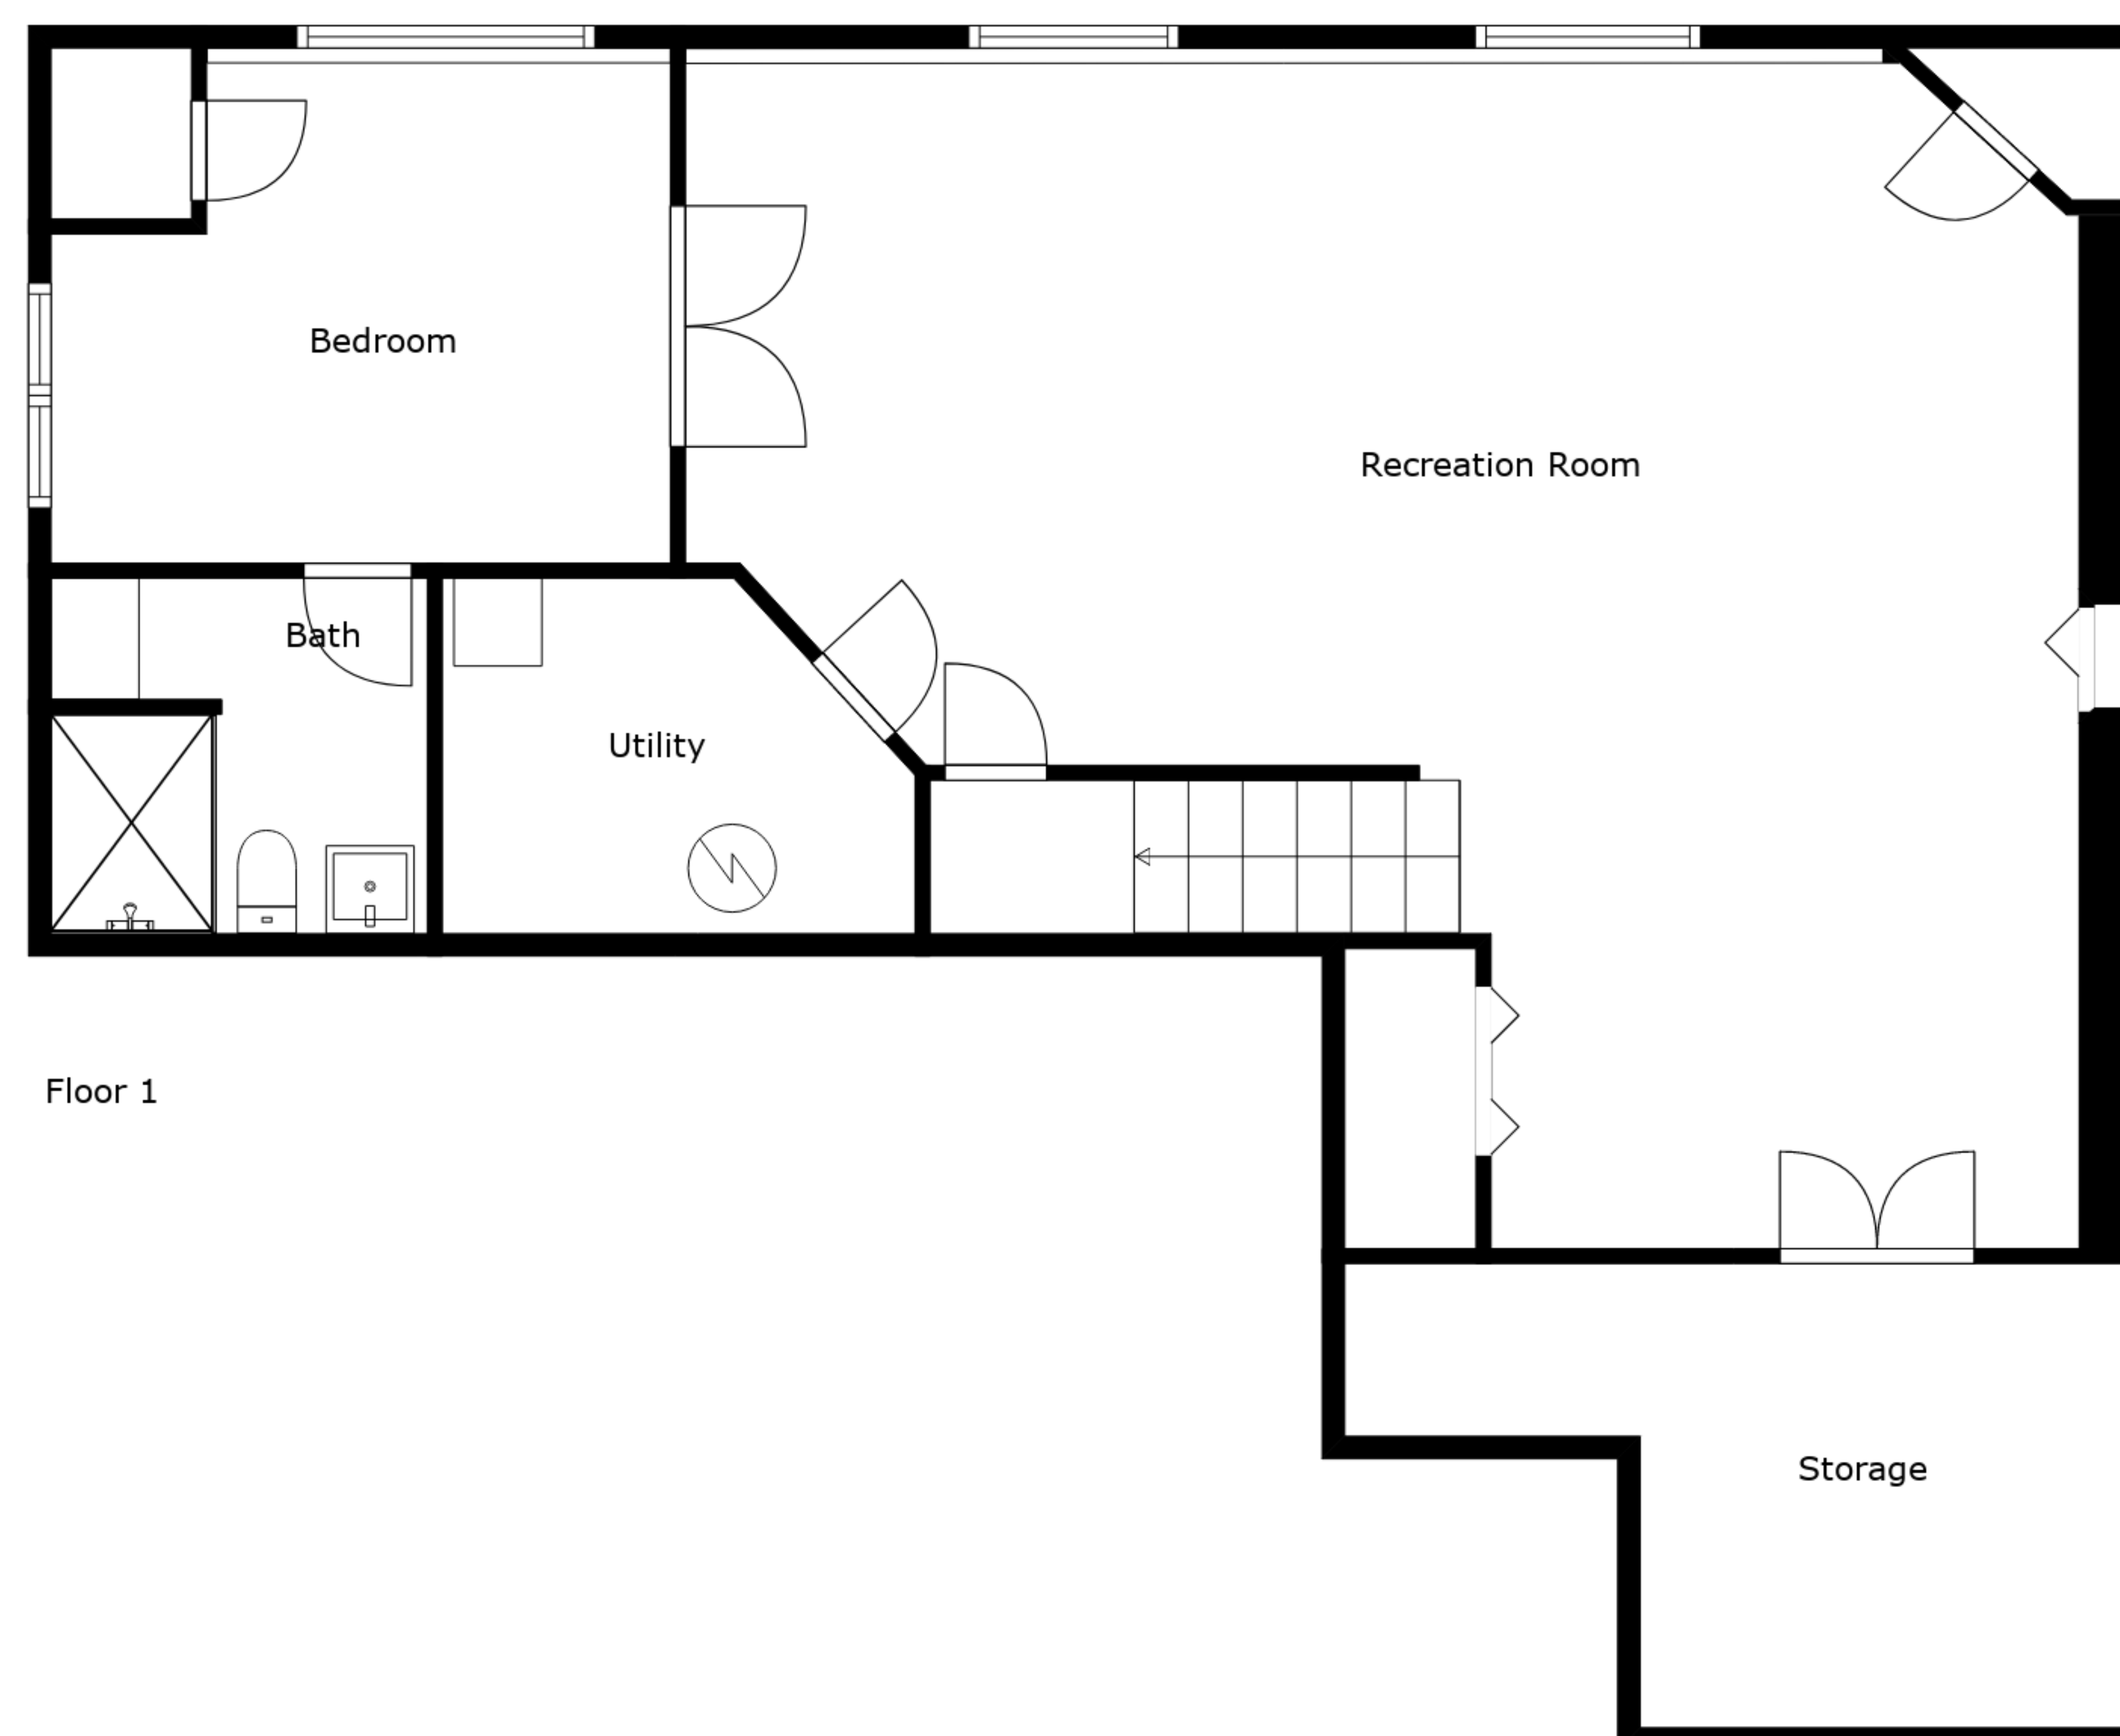 Bedroom
Recreation Room
Bath
Utility
Floor 1
Storage